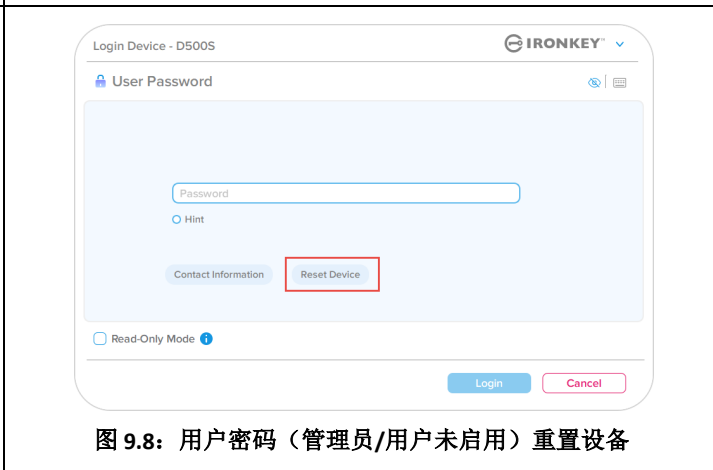 Login Device - D500S
IRONKEY™
User Password
Password
Hint
Contact Information
Reset Device
Read-Only Mode
Login
Cancel
图 9.8：用户密码（管理员/用户未启用）重置设备